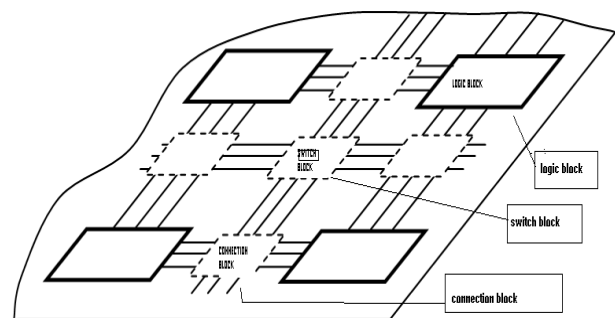 LOGIC BLOCK
SWITCH
BLOCK
logic block
switch block
CONNECTION
BLOCK
connection block